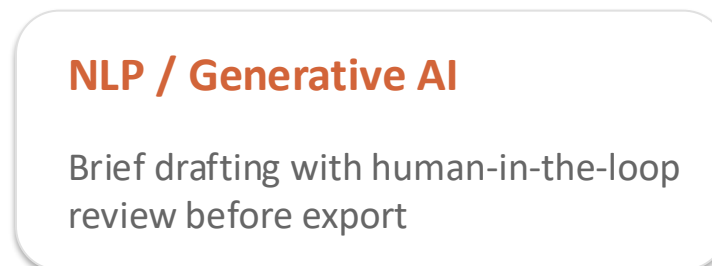 NLP / Generative AI
Brief drafting with human-in-the-loop
review before export